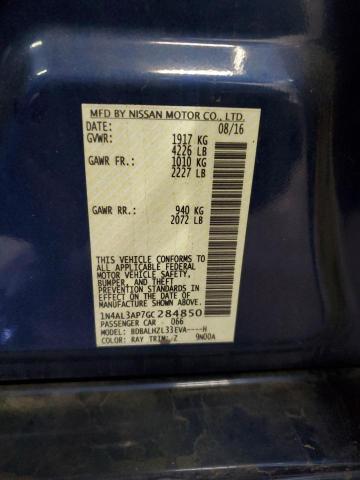 MFD BY NISSAN MOTOR CO., LTD.
DATE: 08/16
GVWR: 1917 KG
4226 LB
GAWR FR: 1010 KG
2227 LB
GAWR RR: 940 KG
2072 LB
THIS VEHICLE CONFORMS TO ALL
APPLICABLE FEDERAL MOTOR
MOTOR VEHICLE SAFETY,
BUMPER, AND THEFT
PREVENTION STANDARDS IN
EFFECT ON THE DATE OF
MANUFACTURE SHOWN ABOVE.
1N4AL3AP7GC284850
PASSENGER CAR 066
MODEL: BDBALHZL33EVA----H
COLOR: RAY TRIM: Z 9N00A